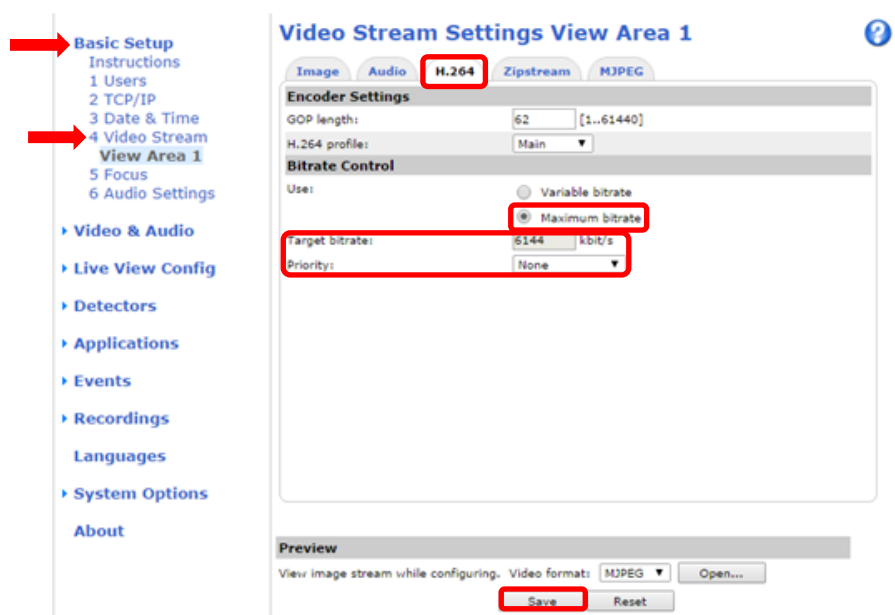 Basic Setup
Instructions
1 Users
2 TCP/IP
3 Date & Time
4 Video Stream
View Area 1
5 Focus
6 Audio Settings
Video & Audio
Live View Config
Detectors
Applications
Events
Recordings
Languages
System Options
About
Video Stream Settings View Area 1
?
Image Audio H.264 Zipstream MJPEG
Encoder Settings
GOP length: 62 [1..61440]
H.264 profile: Main
Bitrate Control
Use: Variable bitrate
Maximum bitrate
Target bitrate: 6144 kbit/s
Priority: None
Preview
View image stream while configuring. Video format: MJPEG Open...
Save Reset